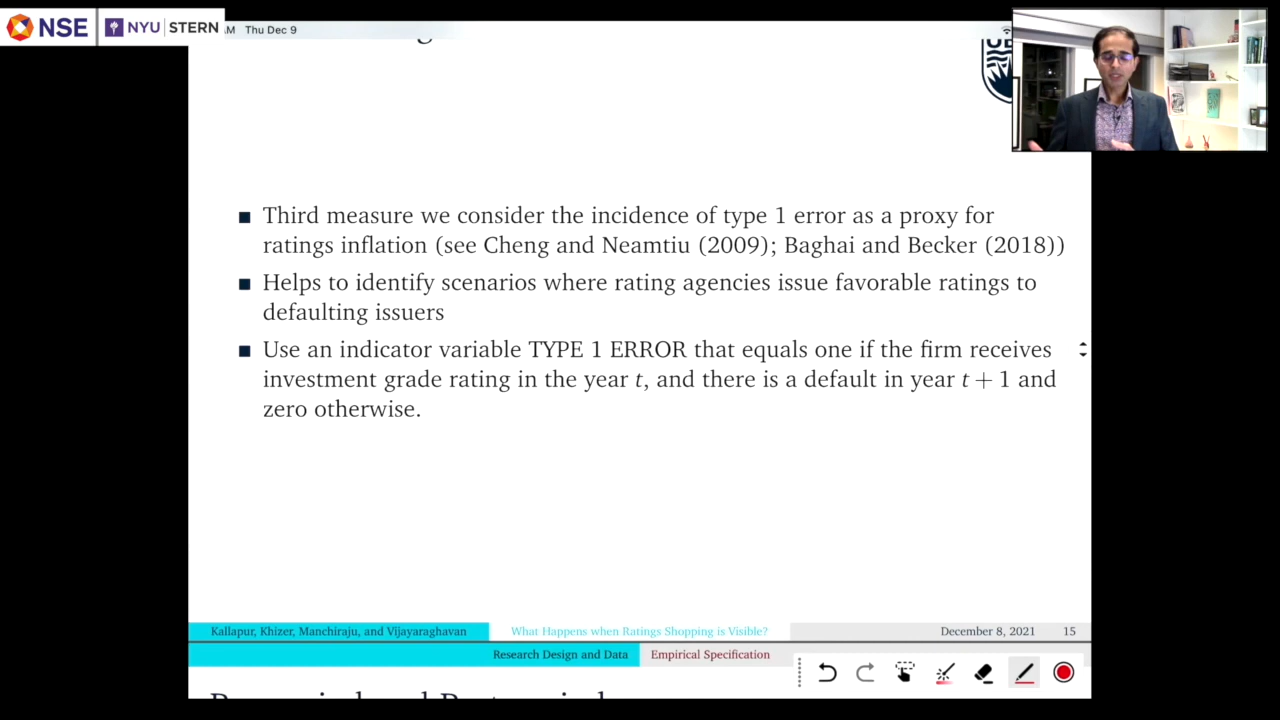 NSE
NYU | STERN
M Thu Dec 9
Third measure we consider the incidence of type 1 error as a proxy for
ratings inflation (see Cheng and Neamtiu (2009); Baghai and Becker (2018))
Helps to identify scenarios where rating agencies issue favorable ratings to
defaulting issuers
Use an indicator variable TYPE 1 ERROR that equals one if the firm receives
investment grade rating in the year t, and there is a default in year t + 1 and
zero otherwise.
Kallapur, Khizer, Manchiraju, and Vijayaraghavan
What Happens when Ratings Shopping is Visible?
December 8, 2021
15
Research Design and Data
Empirical Specification